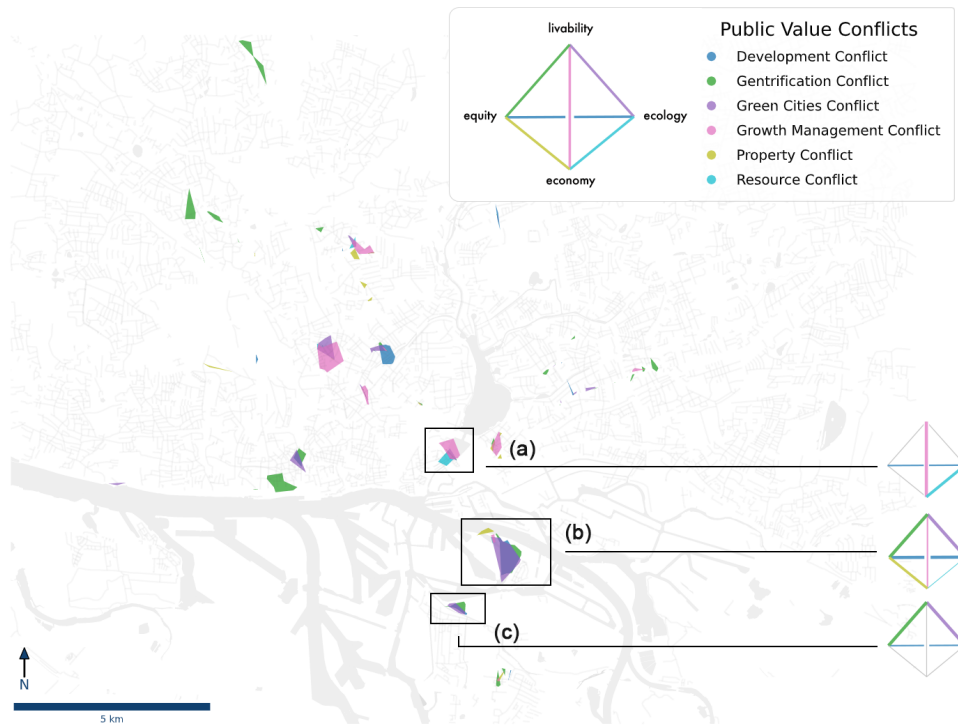 Public Value Conflicts
livability
equity
ecology
economy
Development Conflict
Gentrification Conflict
Green Cities Conflict
Growth Management Conflict
Property Conflict
Resource Conflict
(a)
(b)
(c)
N
5 km